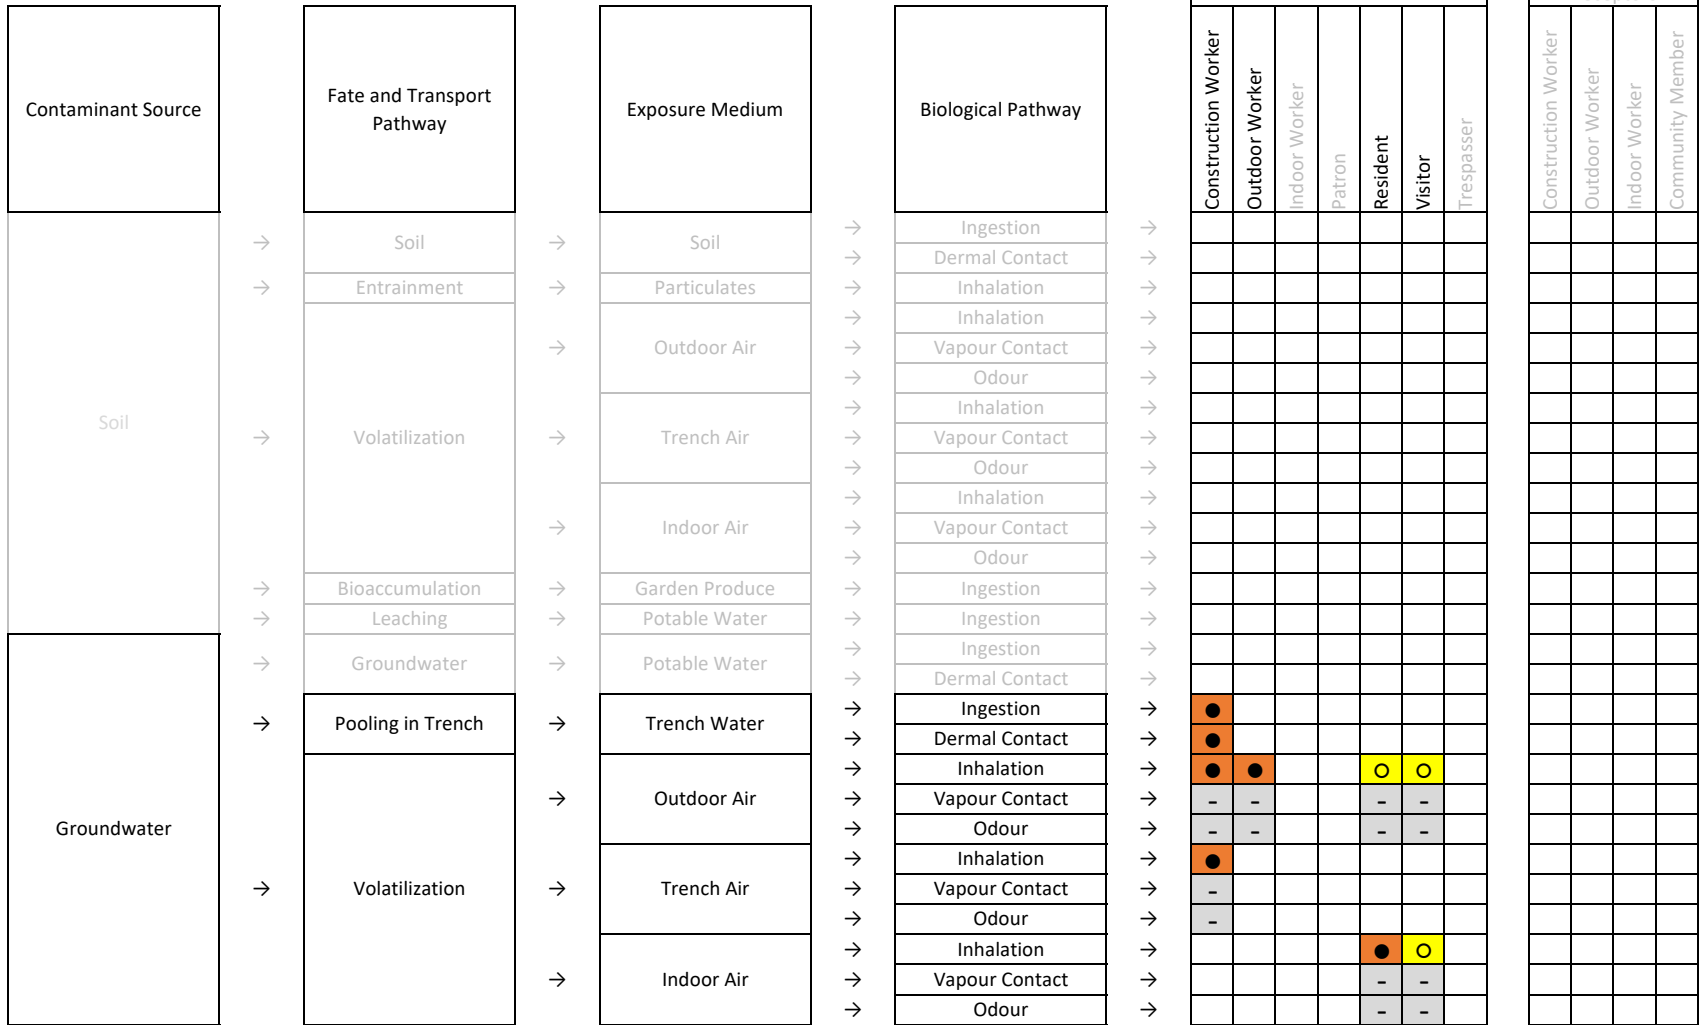 Contaminant Source
Fate and Transport
Pathway
Exposure Medium
Biological Pathway
Construction Worker
Outdoor Worker
Indoor Worker
Patron
Resident
Visitor
Trespasser
Construction Worker
Outdoor Worker
Indoor Worker
Community Member
→ Soil → Soil → Ingestion →
→ Dermal Contact →
→ Entrainment → Particulates → Inhalation →
→ Inhalation →
→ Outdoor Air → Vapour Contact →
→ Odour →
Soil
→ Inhalation →
→ Volatilization → Trench Air → Vapour Contact →
→ Odour →
→ Inhalation →
→ Indoor Air → Vapour Contact →
→ Odour →
→ Bioaccumulation → Garden Produce → Ingestion →
→ Leaching → Potable Water → Ingestion →
→ Groundwater → Potable Water → Ingestion →
→ Dermal Contact →
→ Pooling in Trench → Trench Water → Ingestion → ●
→ Dermal Contact → ●
→ Inhalation → ● ● ○ ○
→ Outdoor Air → Vapour Contact → - - - -
Groundwater
→ Odour → - - - -
→ Inhalation → ●
→ Volatilization → Trench Air → Vapour Contact → -
→ Odour → -
→ Inhalation → ● ○
→ Indoor Air → Vapour Contact → - -
→ Odour → - -